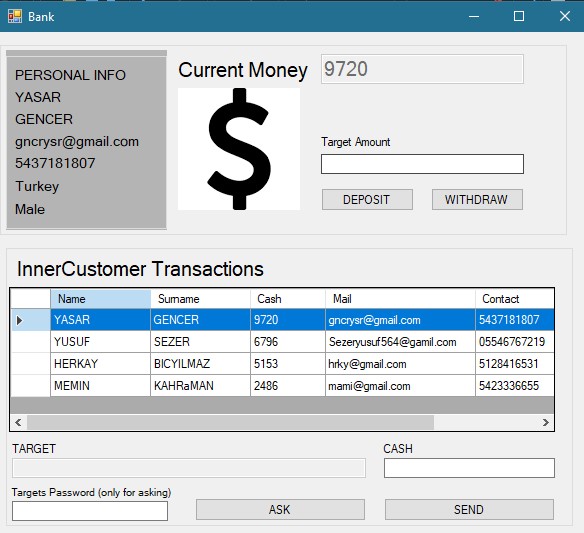 Bank
PERSONAL INFO
YASAR
GENCER
gncrysr@gmail.com
5437181807
Turkey
Male
Current Money 9720
$
Target Amount
DEPOSIT WITHDRAW
InnerCustomer Transactions
Name Surname Cash Mail Contact
YASAR GENCER 9720 gncrysr@gmail.com 5437181807
YUSUF SEZER 6796 Sezeryusuf564@gamil.com 05546767219
HERKAY BICYILMAZ 5153 hrky@gmail.com 5128416531
MEMIN KAHRaMAN 2486 mami@gmail.com 5423336655
TARGET CASH
Targets Password (only for asking)
ASK SEND